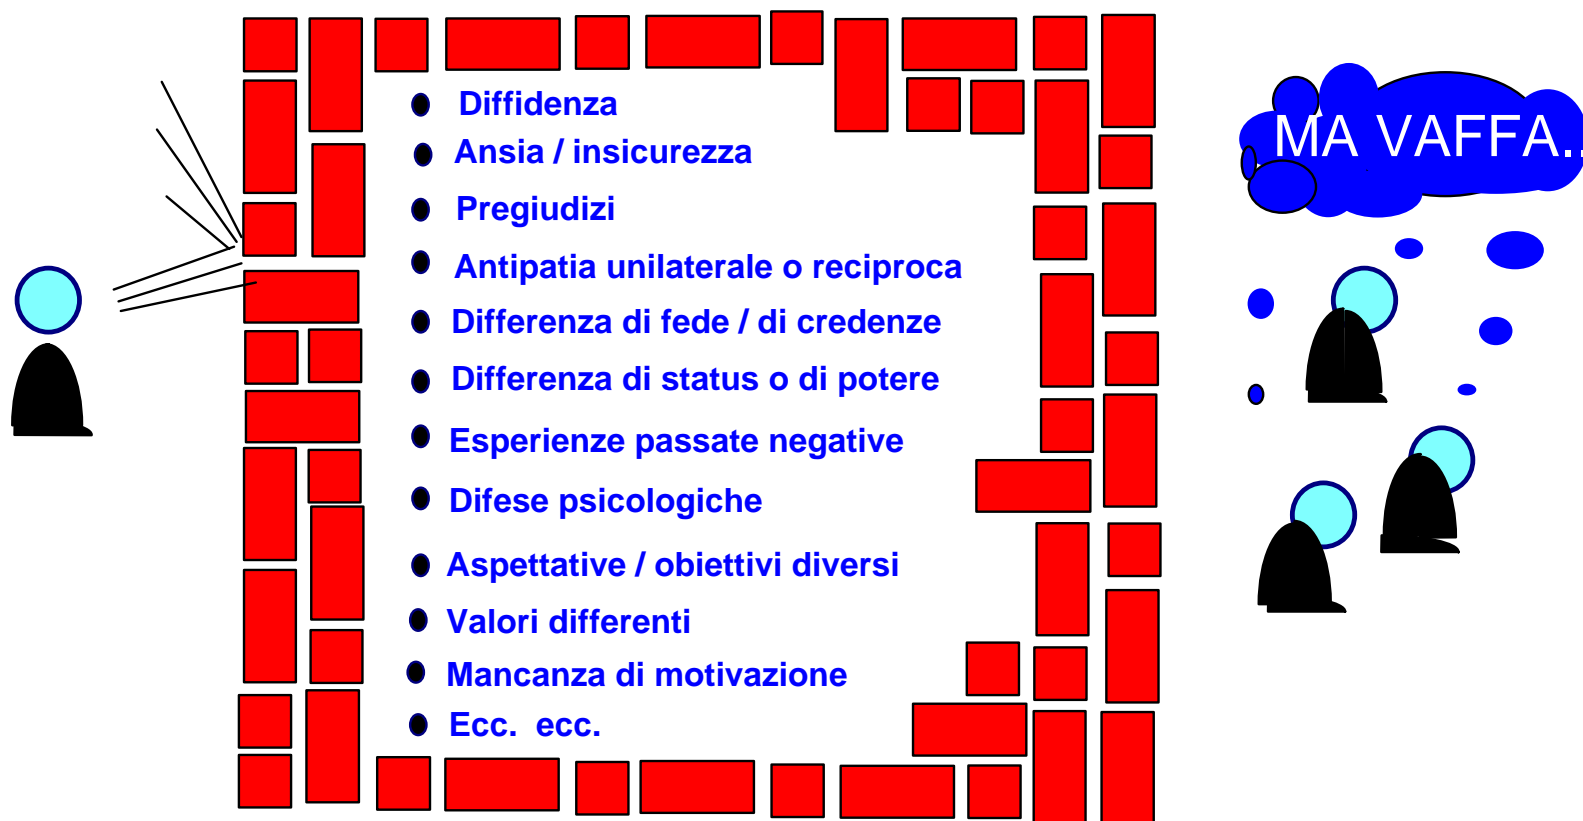 Diffidenza
Ansia / insicurezza
Pregiudizi
Antipatia unilaterale o reciproca
Differenza di fede / di credenze
Differenza di status o di potere
Esperienze passate negative
Difese psicologiche
Aspettative / obiettivi diversi
Valori differenti
Mancanza di motivazione
Ecc.  ecc.
MA VAFFA..